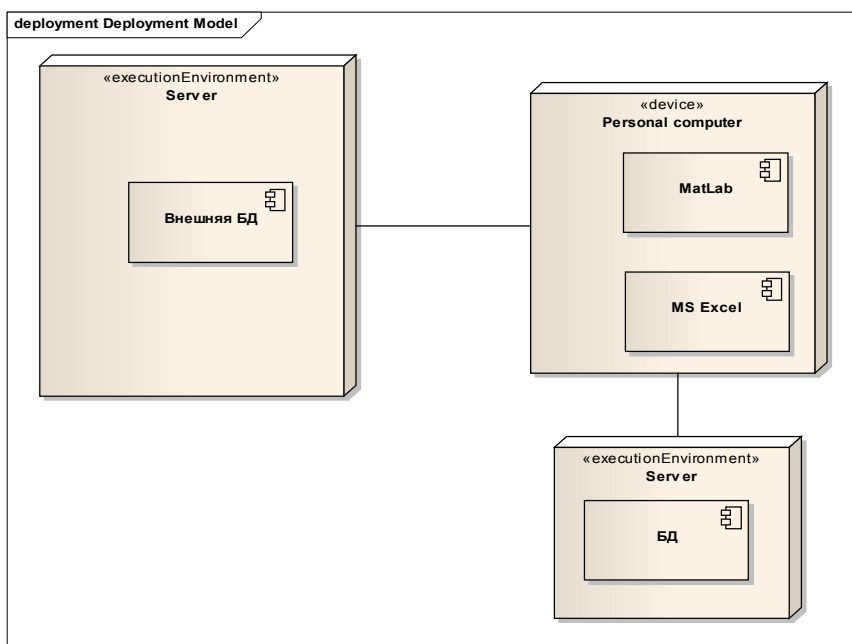 deployment Deployment Model
«executionEnvironment»
Server
Внешняя БД
«device»
Personal computer
MatLab
MS Excel
«executionEnvironment»
Server
БД